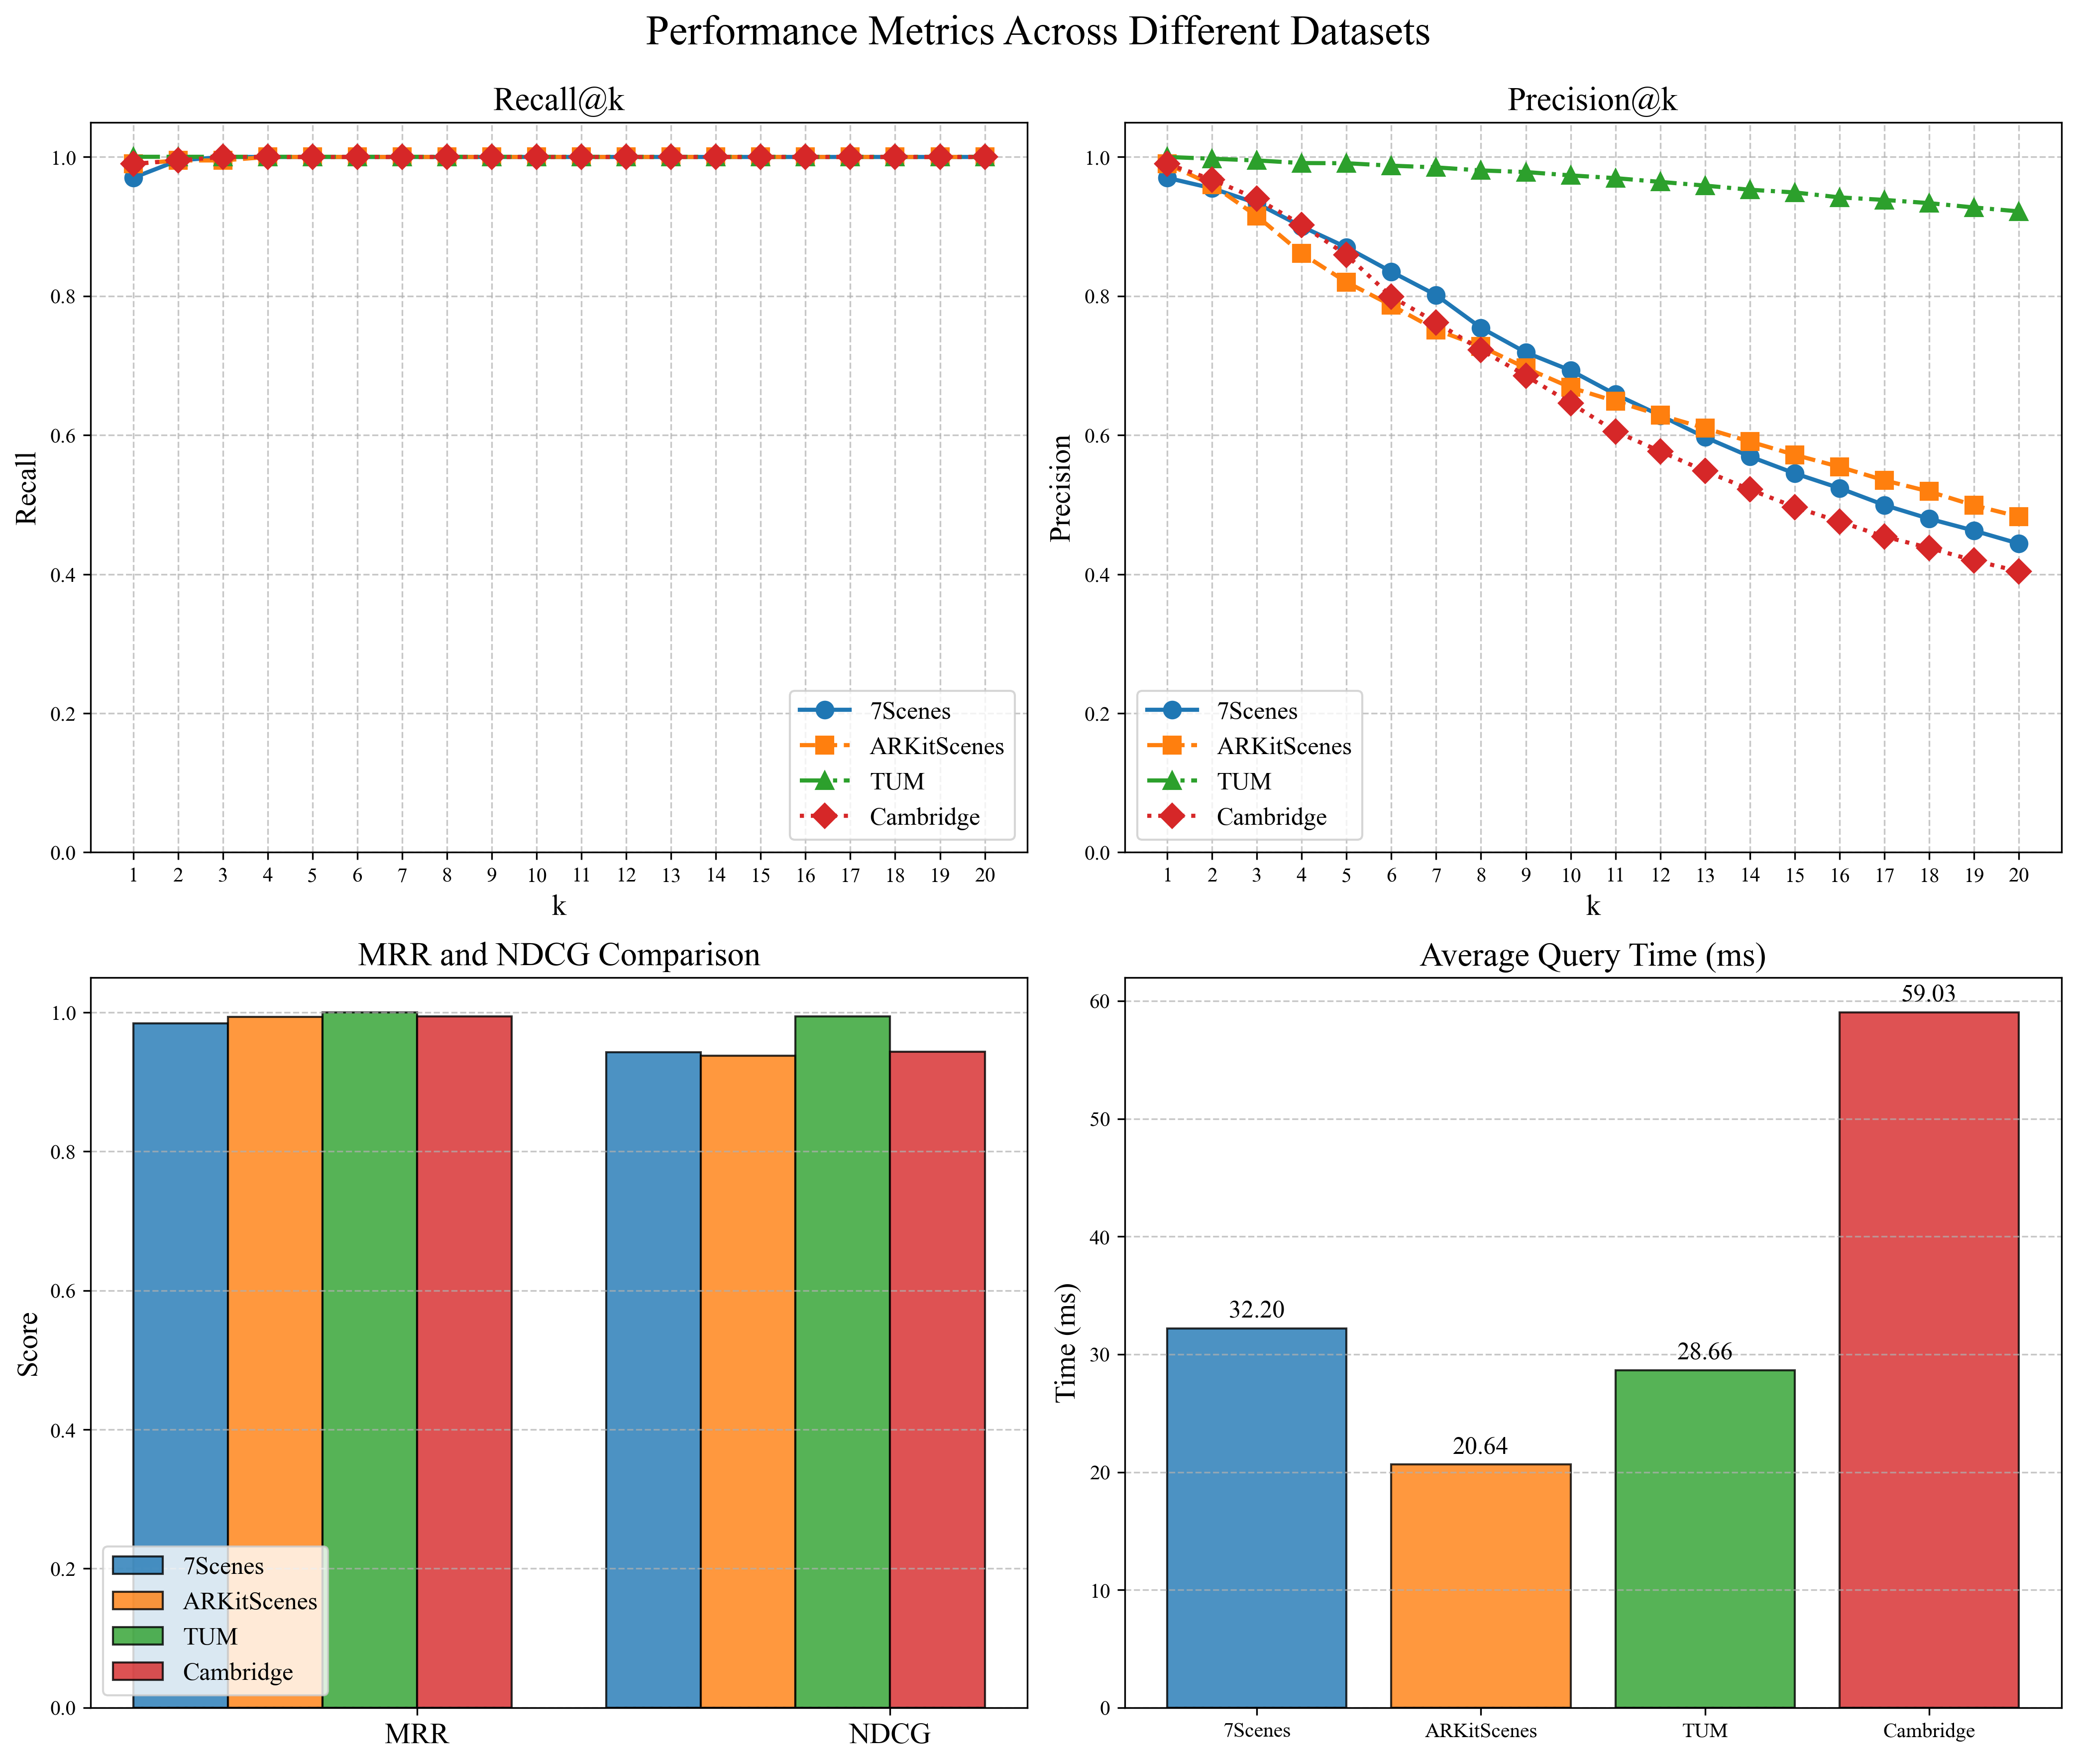 Performance Metrics Across Different Datasets
Recall@k
Recall
1.0
0.8
0.6
0.4
0.2
0.0
1 2 3 4 5 6 7 8 9 10 11 12 13 14 15 16 17 18 19 20
k
7Scenes
ARKitScenes
TUM
Cambridge
Precision@k
Precision
1.0
0.8
0.6
0.4
0.2
0.0
1 2 3 4 5 6 7 8 9 10 11 12 13 14 15 16 17 18 19 20
k
7Scenes
ARKitScenes
TUM
Cambridge
MRR and NDCG Comparison
Score
1.0
0.8
0.6
0.4
0.2
0.0
7Scenes
ARKitScenes
TUM
Cambridge
MRR NDCG
Average Query Time (ms)
Time (ms)
60
50
40
30
20
10
0
32.20
20.64
28.66
59.03
7Scenes ARKitScenes TUM Cambridge